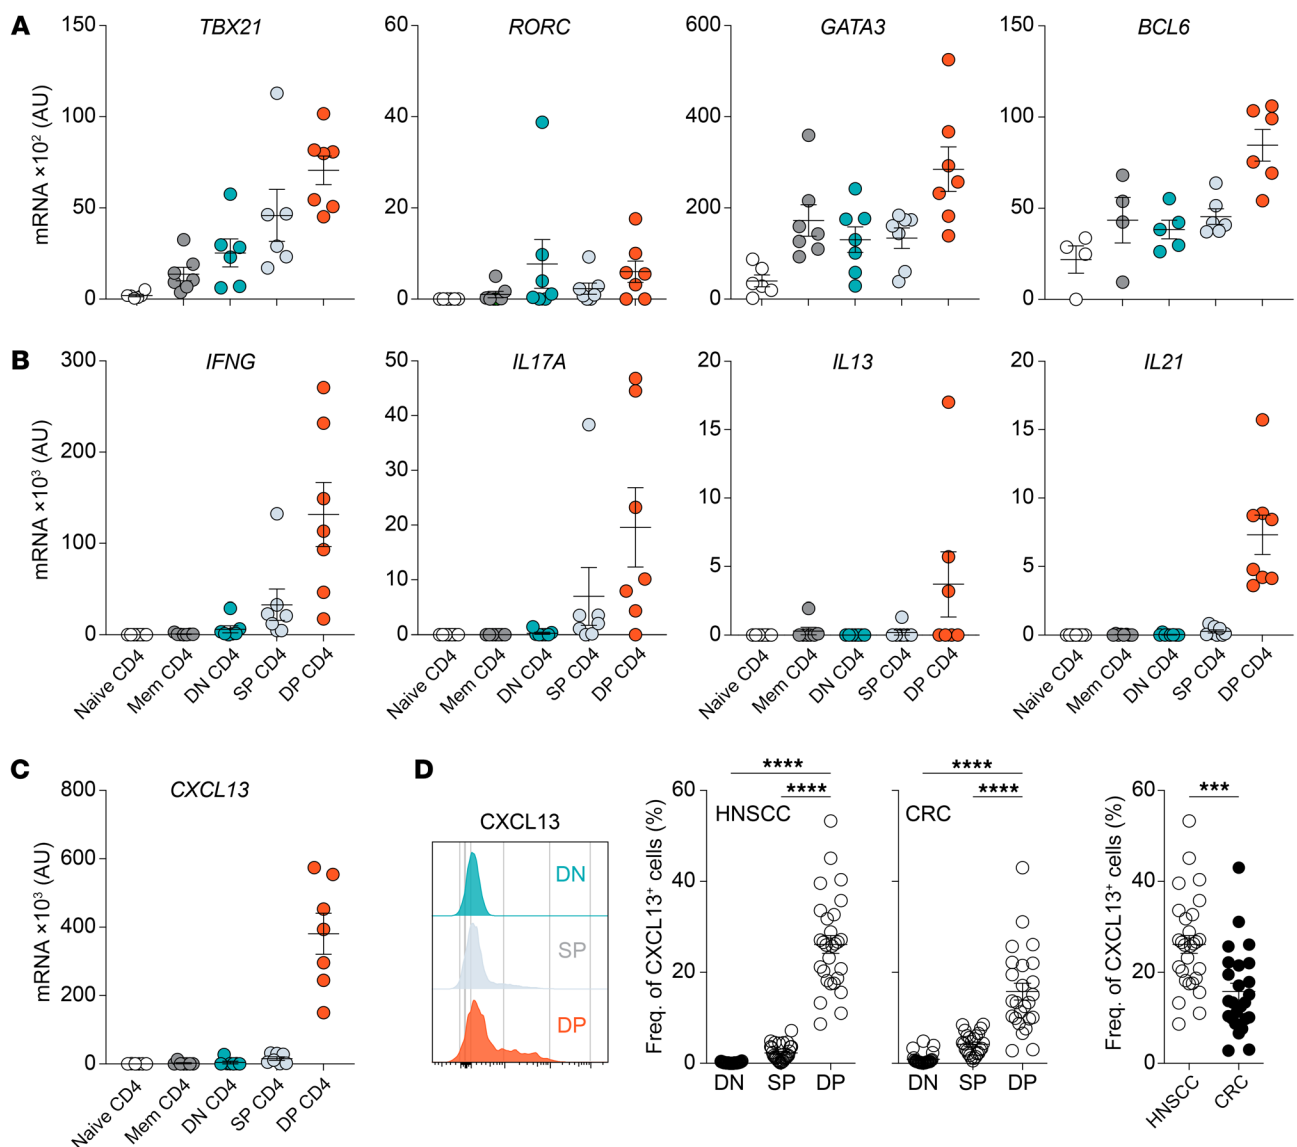 A
TBX21
RORC
GATA3
BCL6
mRNA ×10² (AU)
150
100
50
0
60
40
20
0
600
400
200
0
150
100
50
0
B
IFNG
IL17A
IL13
IL21
mRNA ×10³ (AU)
300
200
100
0
50
40
30
20
10
0
20
15
10
5
0
20
15
10
5
0
Naive CD4
Mem CD4
DN CD4
SP CD4
DP CD4
Naive CD4
Mem CD4
DN CD4
SP CD4
DP CD4
Naive CD4
Mem CD4
DN CD4
SP CD4
DP CD4
Naive CD4
Mem CD4
DN CD4
SP CD4
DP CD4
C
CXCL13
mRNA ×10³ (AU)
800
600
400
200
0
Naive CD4
Mem CD4
DN CD4
SP CD4
DP CD4
D
CXCL13
DN
SP
DP
Freq. of CXCL13⁺ cells (%)
60
40
20
0
HNSCC
****
****
DN
SP
DP
60
40
20
0
CRC
****
****
DN
SP
DP
Freq. of CXCL13⁺ cells (%)
60
40
20
0
***
HNSCC
CRC